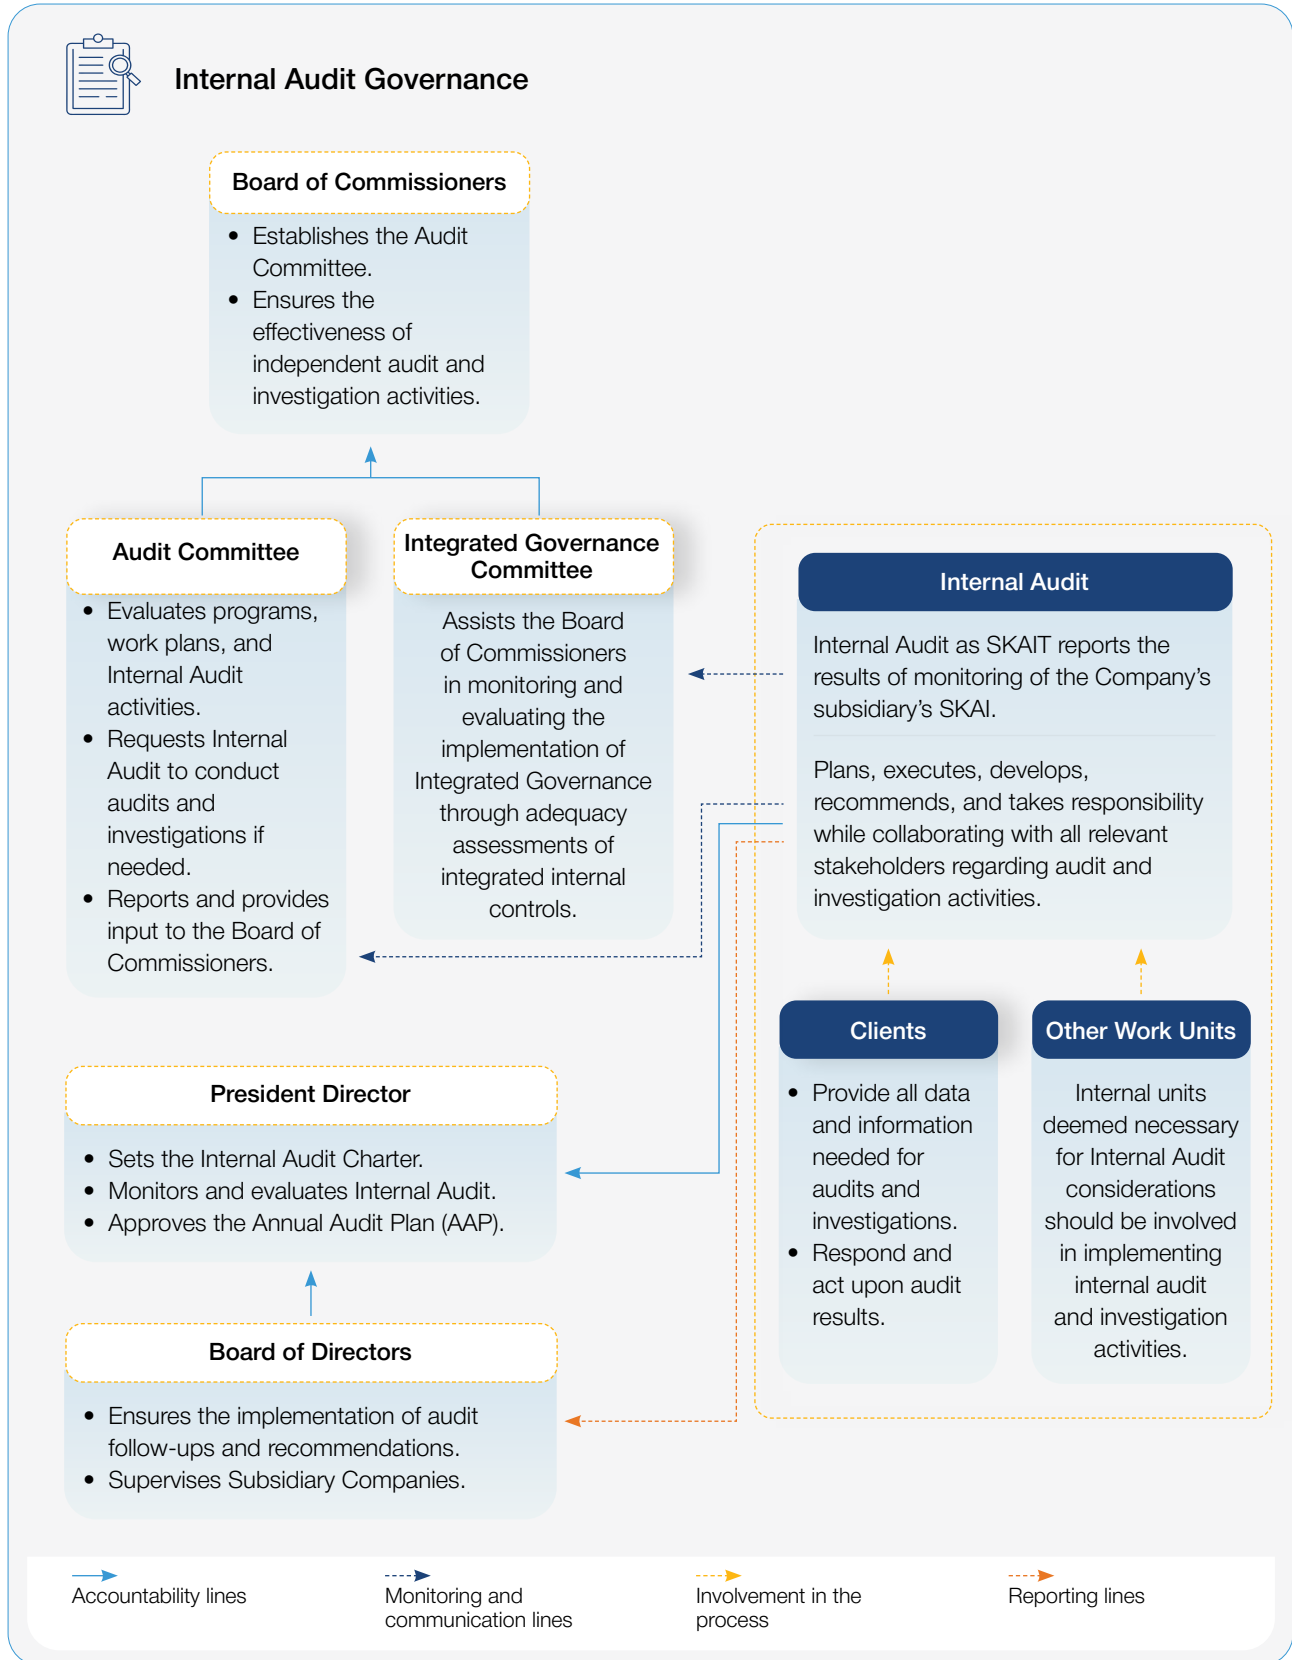 Internal Audit Governance
Board of Commissioners
• Establishes the Audit
Committee.
• Ensures the
effectiveness of
independent audit and
investigation activities.
Audit Committee
• Evaluates programs,
work plans, and
Internal Audit
activities.
• Requests Internal
Audit to conduct
audits and
investigations if
needed.
• Reports and provides
input to the Board of
Commissioners.
Integrated Governance
Committee
Assists the Board
of Commissioners
in monitoring and
evaluating the
implementation of
Integrated Governance
through adequacy
assessments of
integrated internal
controls.
Internal Audit
Internal Audit as SKAIT reports the
results of monitoring of the Company’s
subsidiary’s SKAI.
Plans, executes, develops,
recommends, and takes responsibility
while collaborating with all relevant
stakeholders regarding audit and
investigation activities.
Clients
• Provide all data
and information
needed for
audits and
investigations.
• Respond and
act upon audit
results.
Other Work Units
Internal units
deemed necessary
for Internal Audit
considerations
should be involved
in implementing
internal audit
and investigation
activities.
President Director
• Sets the Internal Audit Charter.
• Monitors and evaluates Internal Audit.
• Approves the Annual Audit Plan (AAP).
Board of Directors
• Ensures the implementation of audit
follow-ups and recommendations.
• Supervises Subsidiary Companies.
Accountability lines
Monitoring and
communication lines
Involvement in the
process
Reporting lines